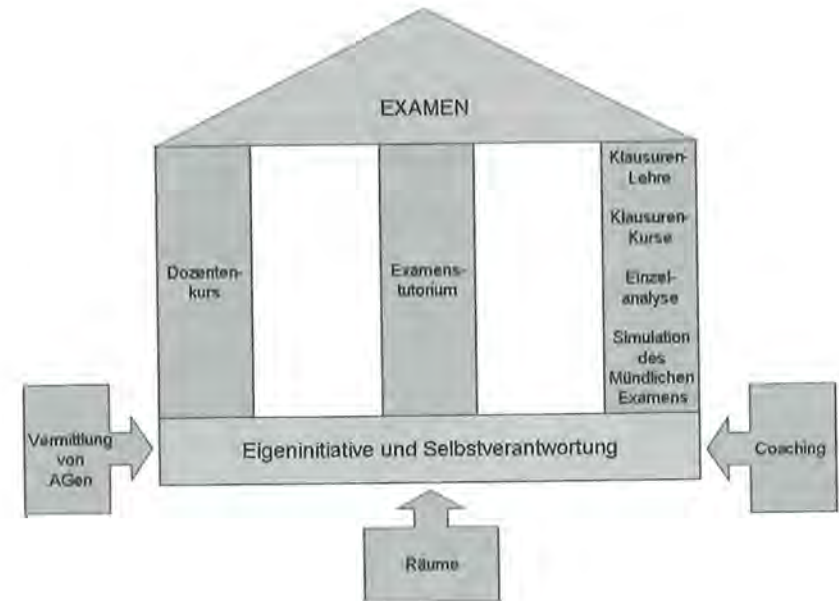 EXAMEN
Dozenten-
kurs
Examens-
tutorium
Klausuren-
Lehre
Klausuren-
Kurse
Einzel-
analyse
Simulation
des
Mündlichen
Examens
Vermittlung
von
AGen
Eigeninitiative und Selbstverantwortung
Coaching
Räume